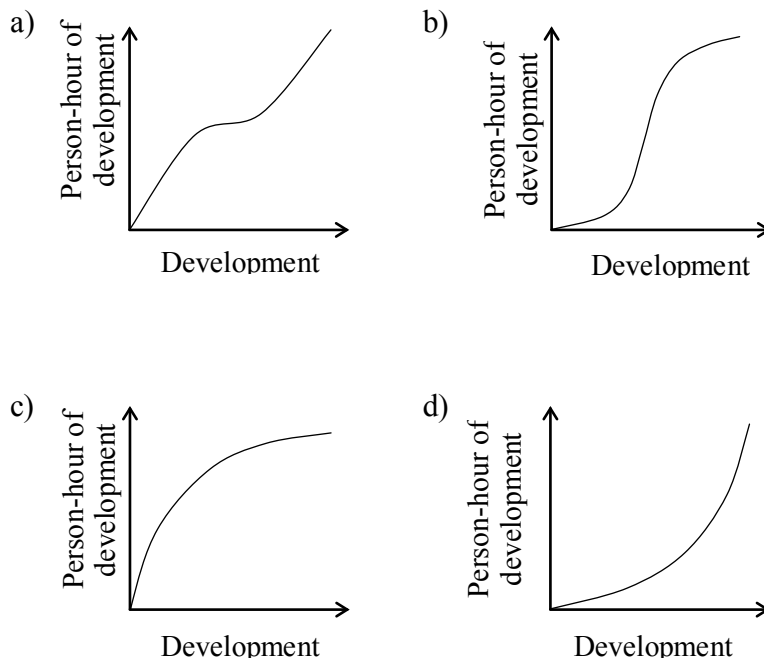 a)
Person-hour of
development
Development
b)
Person-hour of
development
Development
c)
Person-hour of
development
Development
d)
Person-hour of
development
Development